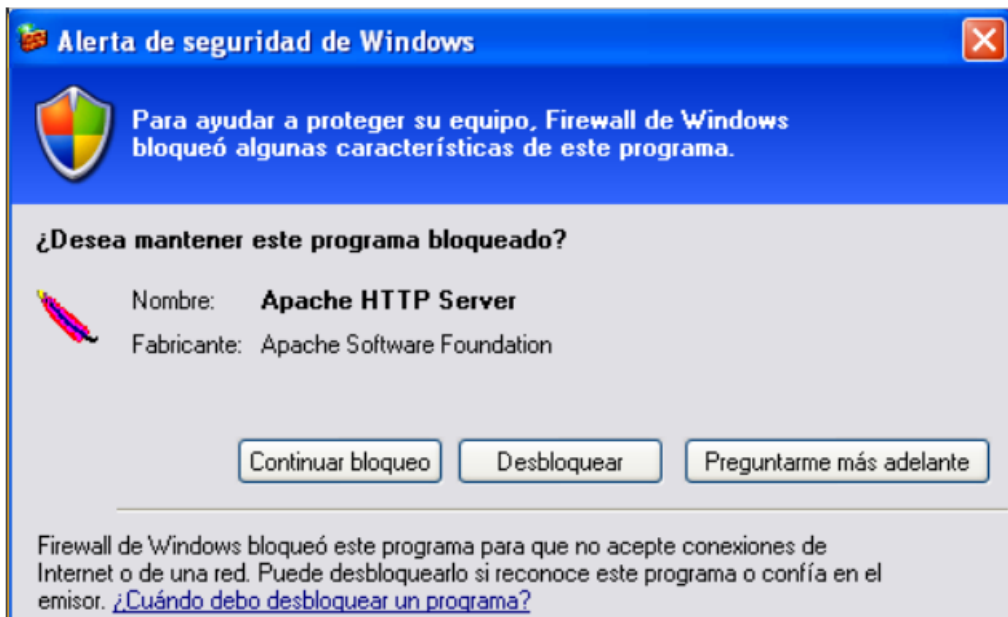 Alerta de seguridad de Windows
Para ayudar a proteger su equipo, Firewall de Windows
bloqueó algunas características de este programa.
¿Desea mantener este programa bloqueado?
Nombre: Apache HTTP Server
Fabricante: Apache Software Foundation
Continuar bloqueo Desbloquear Preguntarme más adelante
Firewall de Windows bloqueó este programa para que no acepte conexiones de
Internet o de una red. Puede desbloquearlo si reconoce este programa o confía en el
emisor. ¿Cuándo debo desbloquear un programa?